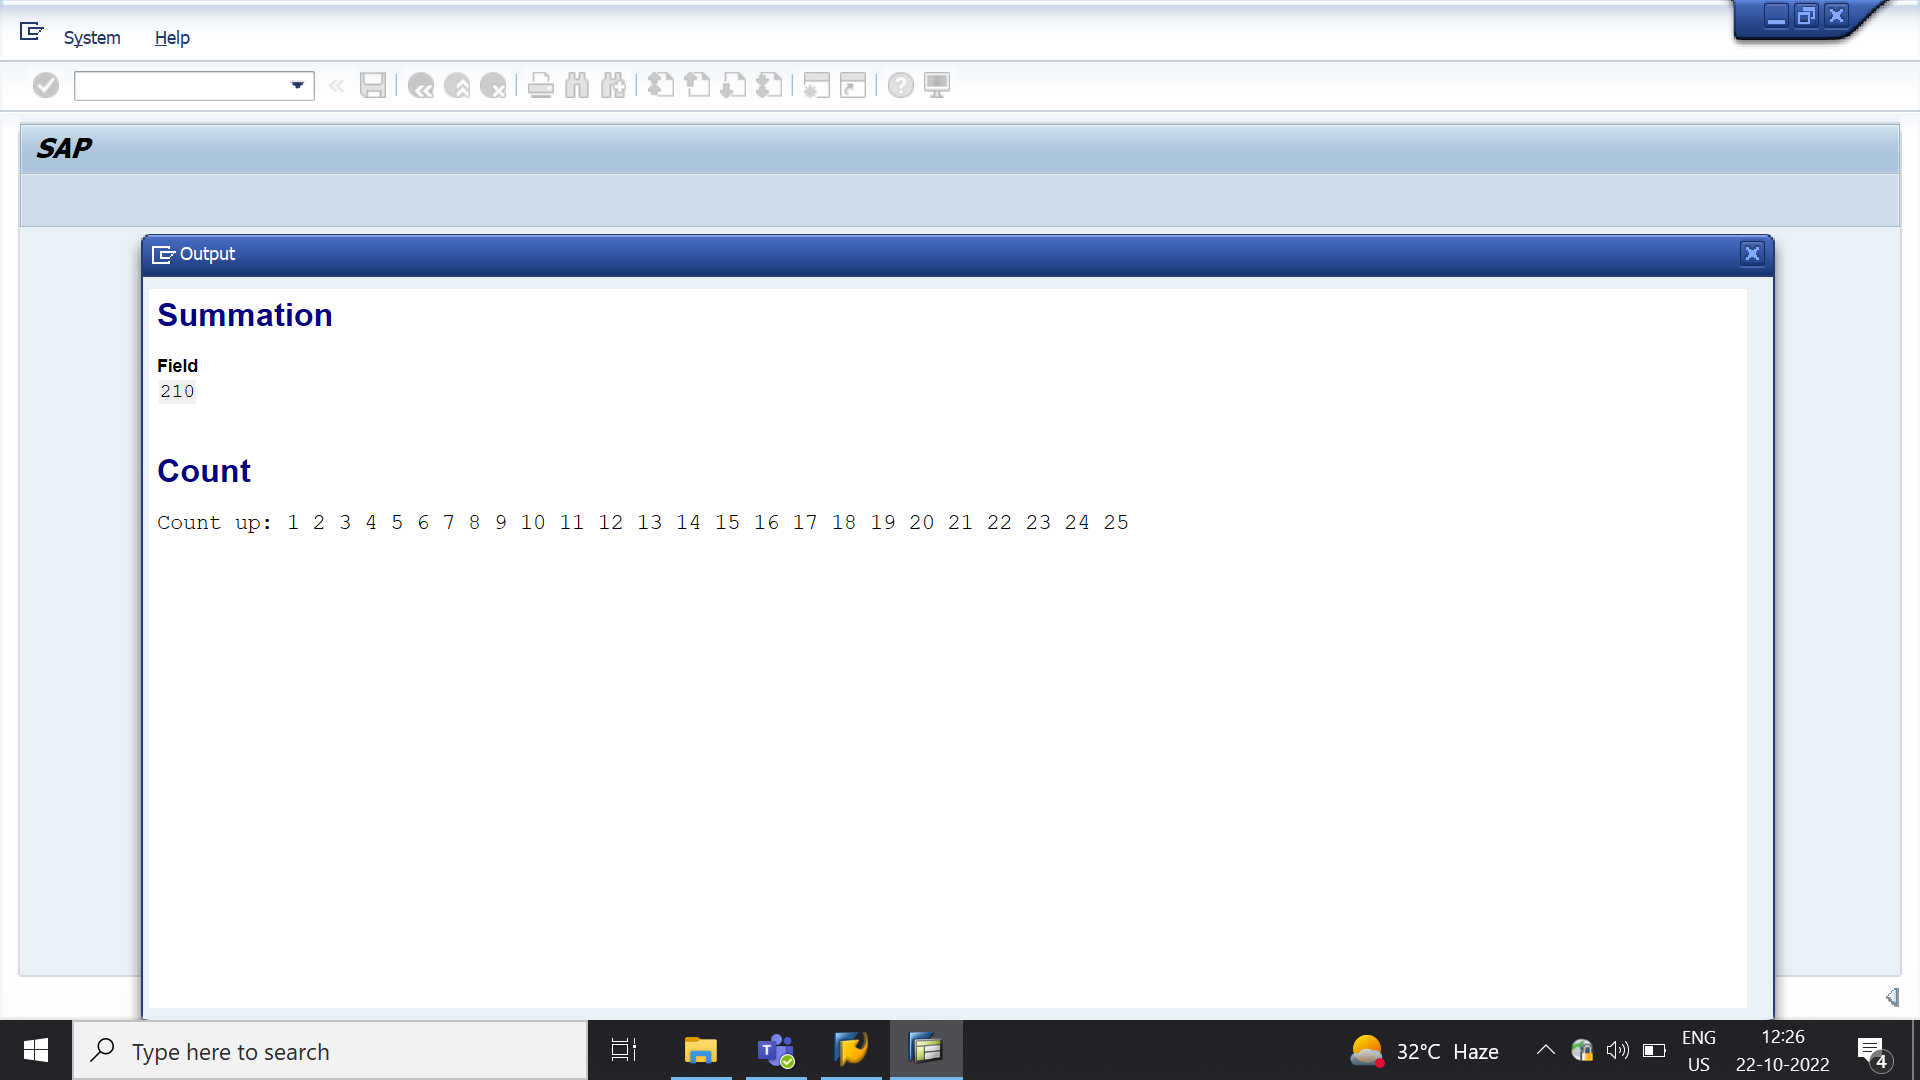 System Help
SAP
Output
Summation
Field
210
Count
Count up: 1 2 3 4 5 6 7 8 9 10 11 12 13 14 15 16 17 18 19 20 21 22 23 24 25
Type here to search
32°C Haze
ENG
US
12:26
22-10-2022
4